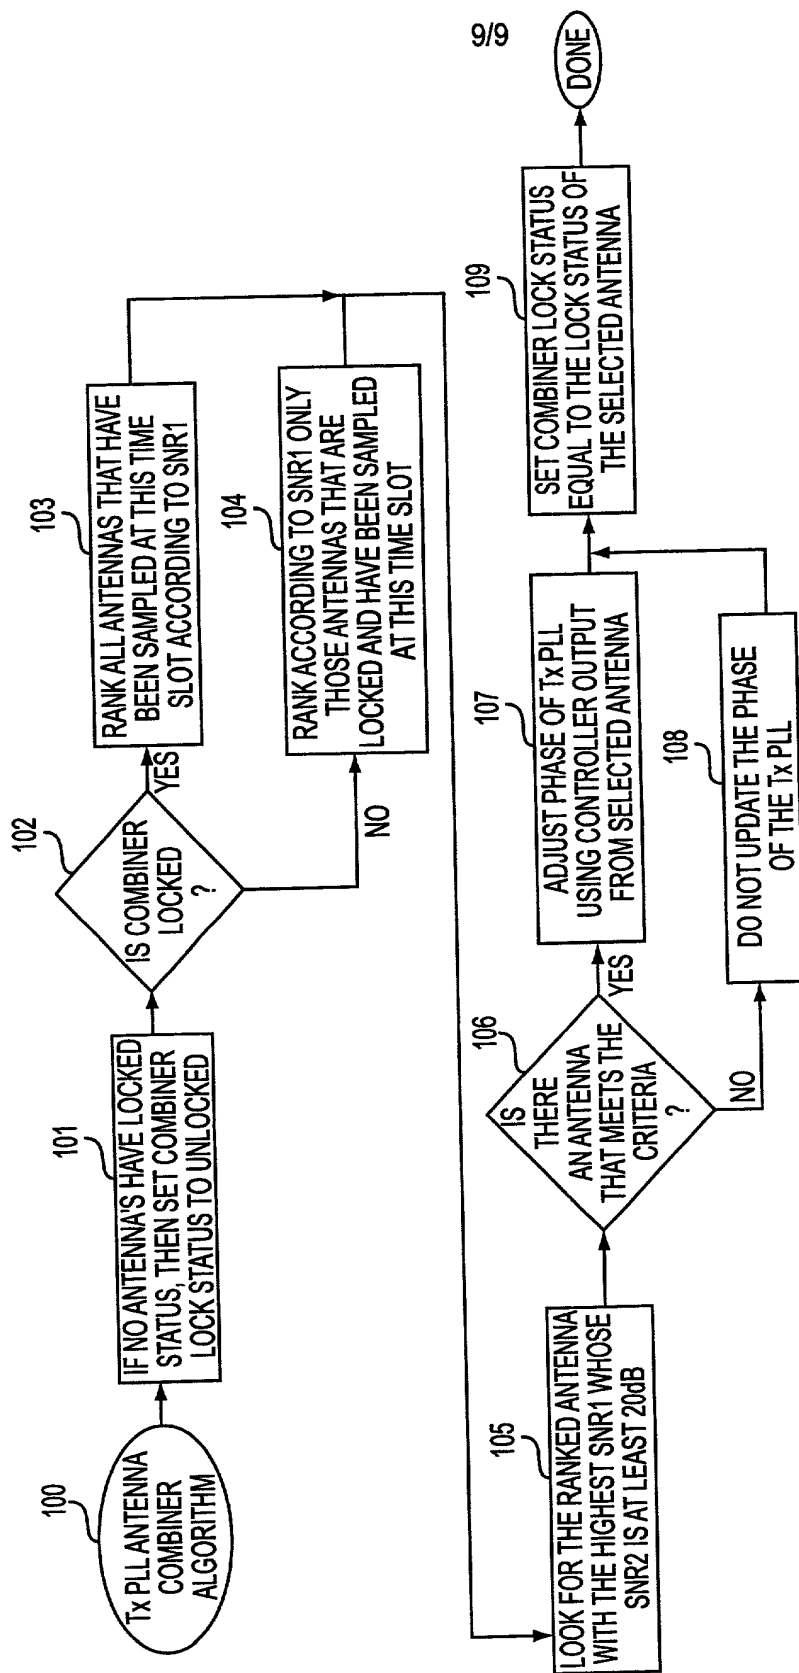 9/9
100
Tx PLL ANTENNA
COMBINER
ALGORITHM
101
IF NO ANTENNA'S HAVE LOCKED
STATUS, THEN SET COMBINER
LOCK STATUS TO UNLOCKED
102
IS COMBINER
LOCKED
?
YES
NO
103
RANK ALL ANTENNAS THAT HAVE
BEEN SAMPLED AT THIS TIME
SLOT ACCORDING TO SNR1
104
RANK ACCORDING TO SNR1 ONLY
THOSE ANTENNAS THAT ARE
LOCKED AND HAVE BEEN SAMPLED
AT THIS TIME SLOT
105
LOOK FOR THE RANKED ANTENNA
WITH THE HIGHEST SNR1 WHOSE
SNR2 IS AT LEAST 20dB
106
IS
THERE
AN ANTENNA
THAT MEETS THE
CRITERIA
?
YES
NO
107
ADJUST PHASE OF Tx PLL
USING CONTROLLER OUTPUT
FROM SELECTED ANTENNA
108
DO NOT UPDATE THE PHASE
OF THE Tx PLL
109
SET COMBINER LOCK STATUS
EQUAL TO THE LOCK STATUS OF
THE SELECTED ANTENNA
DONE